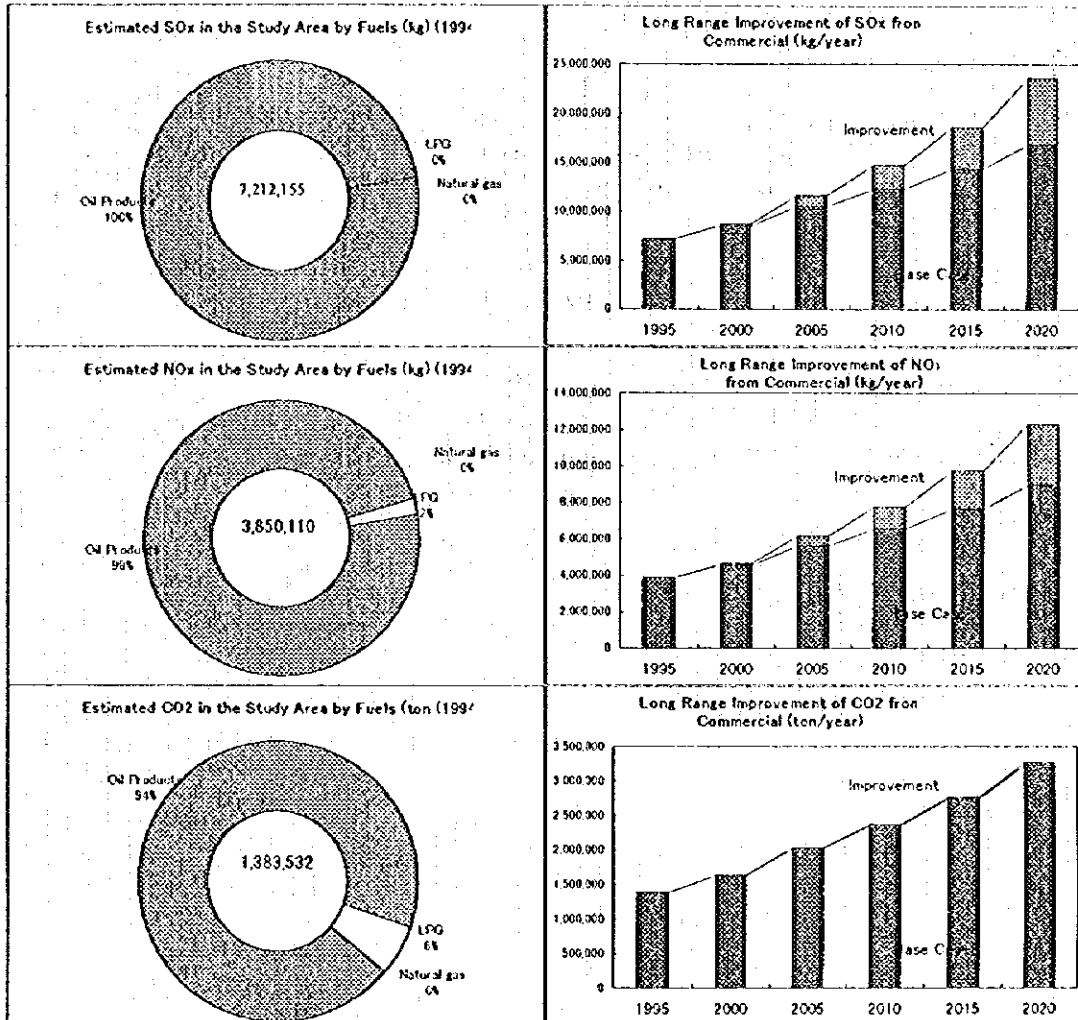 Estimated SOx in the Study Area by Fuels (kg) (199
LPG
0%
Natural gas
0%
7,212,155
Oil Products
100%
Long Range Improvement of SOx from
Commercial (kg/year)
25,000,000
20,000,000
15,000,000
10,000,000
5,000,000
0
Improvement
Base Case
1995 2000 2005 2010 2015 2020
Estimated NOx in the Study Area by Fuels (kg) (199
Natural gas
0%
LPG
2%
3,850,110
Oil Products
98%
Long Range Improvement of NOx
from Commercial (kg/year)
14,000,000
12,000,000
10,000,000
8,000,000
6,000,000
4,000,000
2,000,000
0
Improvement
Base Case
1995 2000 2005 2010 2015 2020
Estimated CO2 in the Study Area by Fuels (ton (199
Oil Products
94%
1,383,532
LPG
6%
Natural gas
0%
Long Range Improvement of CO2 from
Commercial (ton/year)
3,500,000
3,000,000
2,500,000
2,000,000
1,500,000
1,000,000
500,000
0
Improvement
Base Case
1995 2000 2005 2010 2015 2020